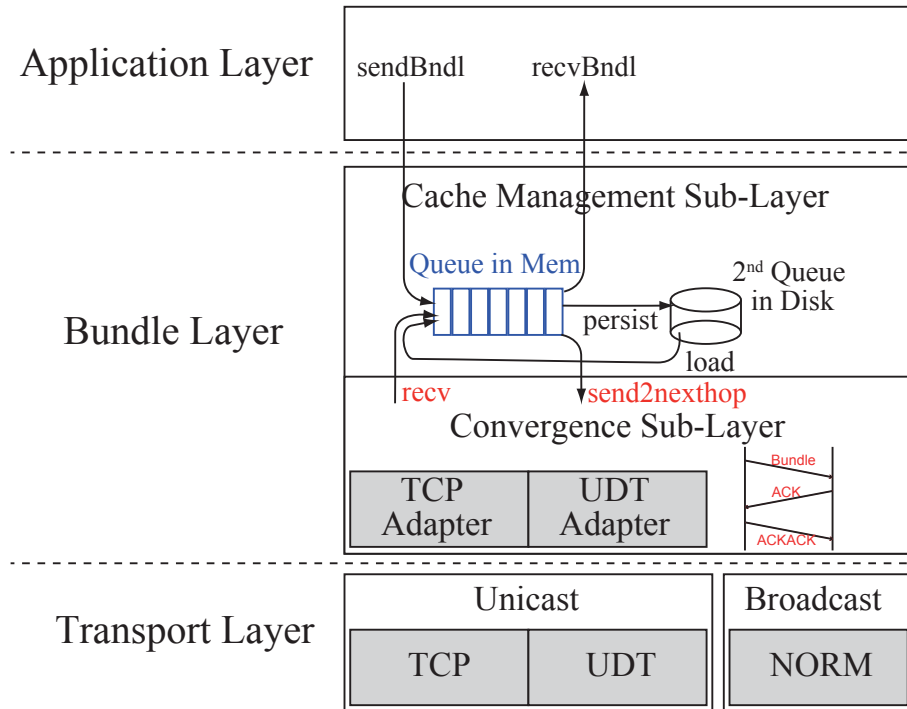 Application Layer
sendBndl
recvBndl
Bundle Layer
Cache Management Sub-Layer
Queue in Mem
2nd Queue
in Disk
persist
load
recv
send2nexthop
Convergence Sub-Layer
TCP
Adapter
UDT
Adapter
Bundle
ACK
ACKACK
Transport Layer
Unicast
Broadcast
TCP
UDT
NORM